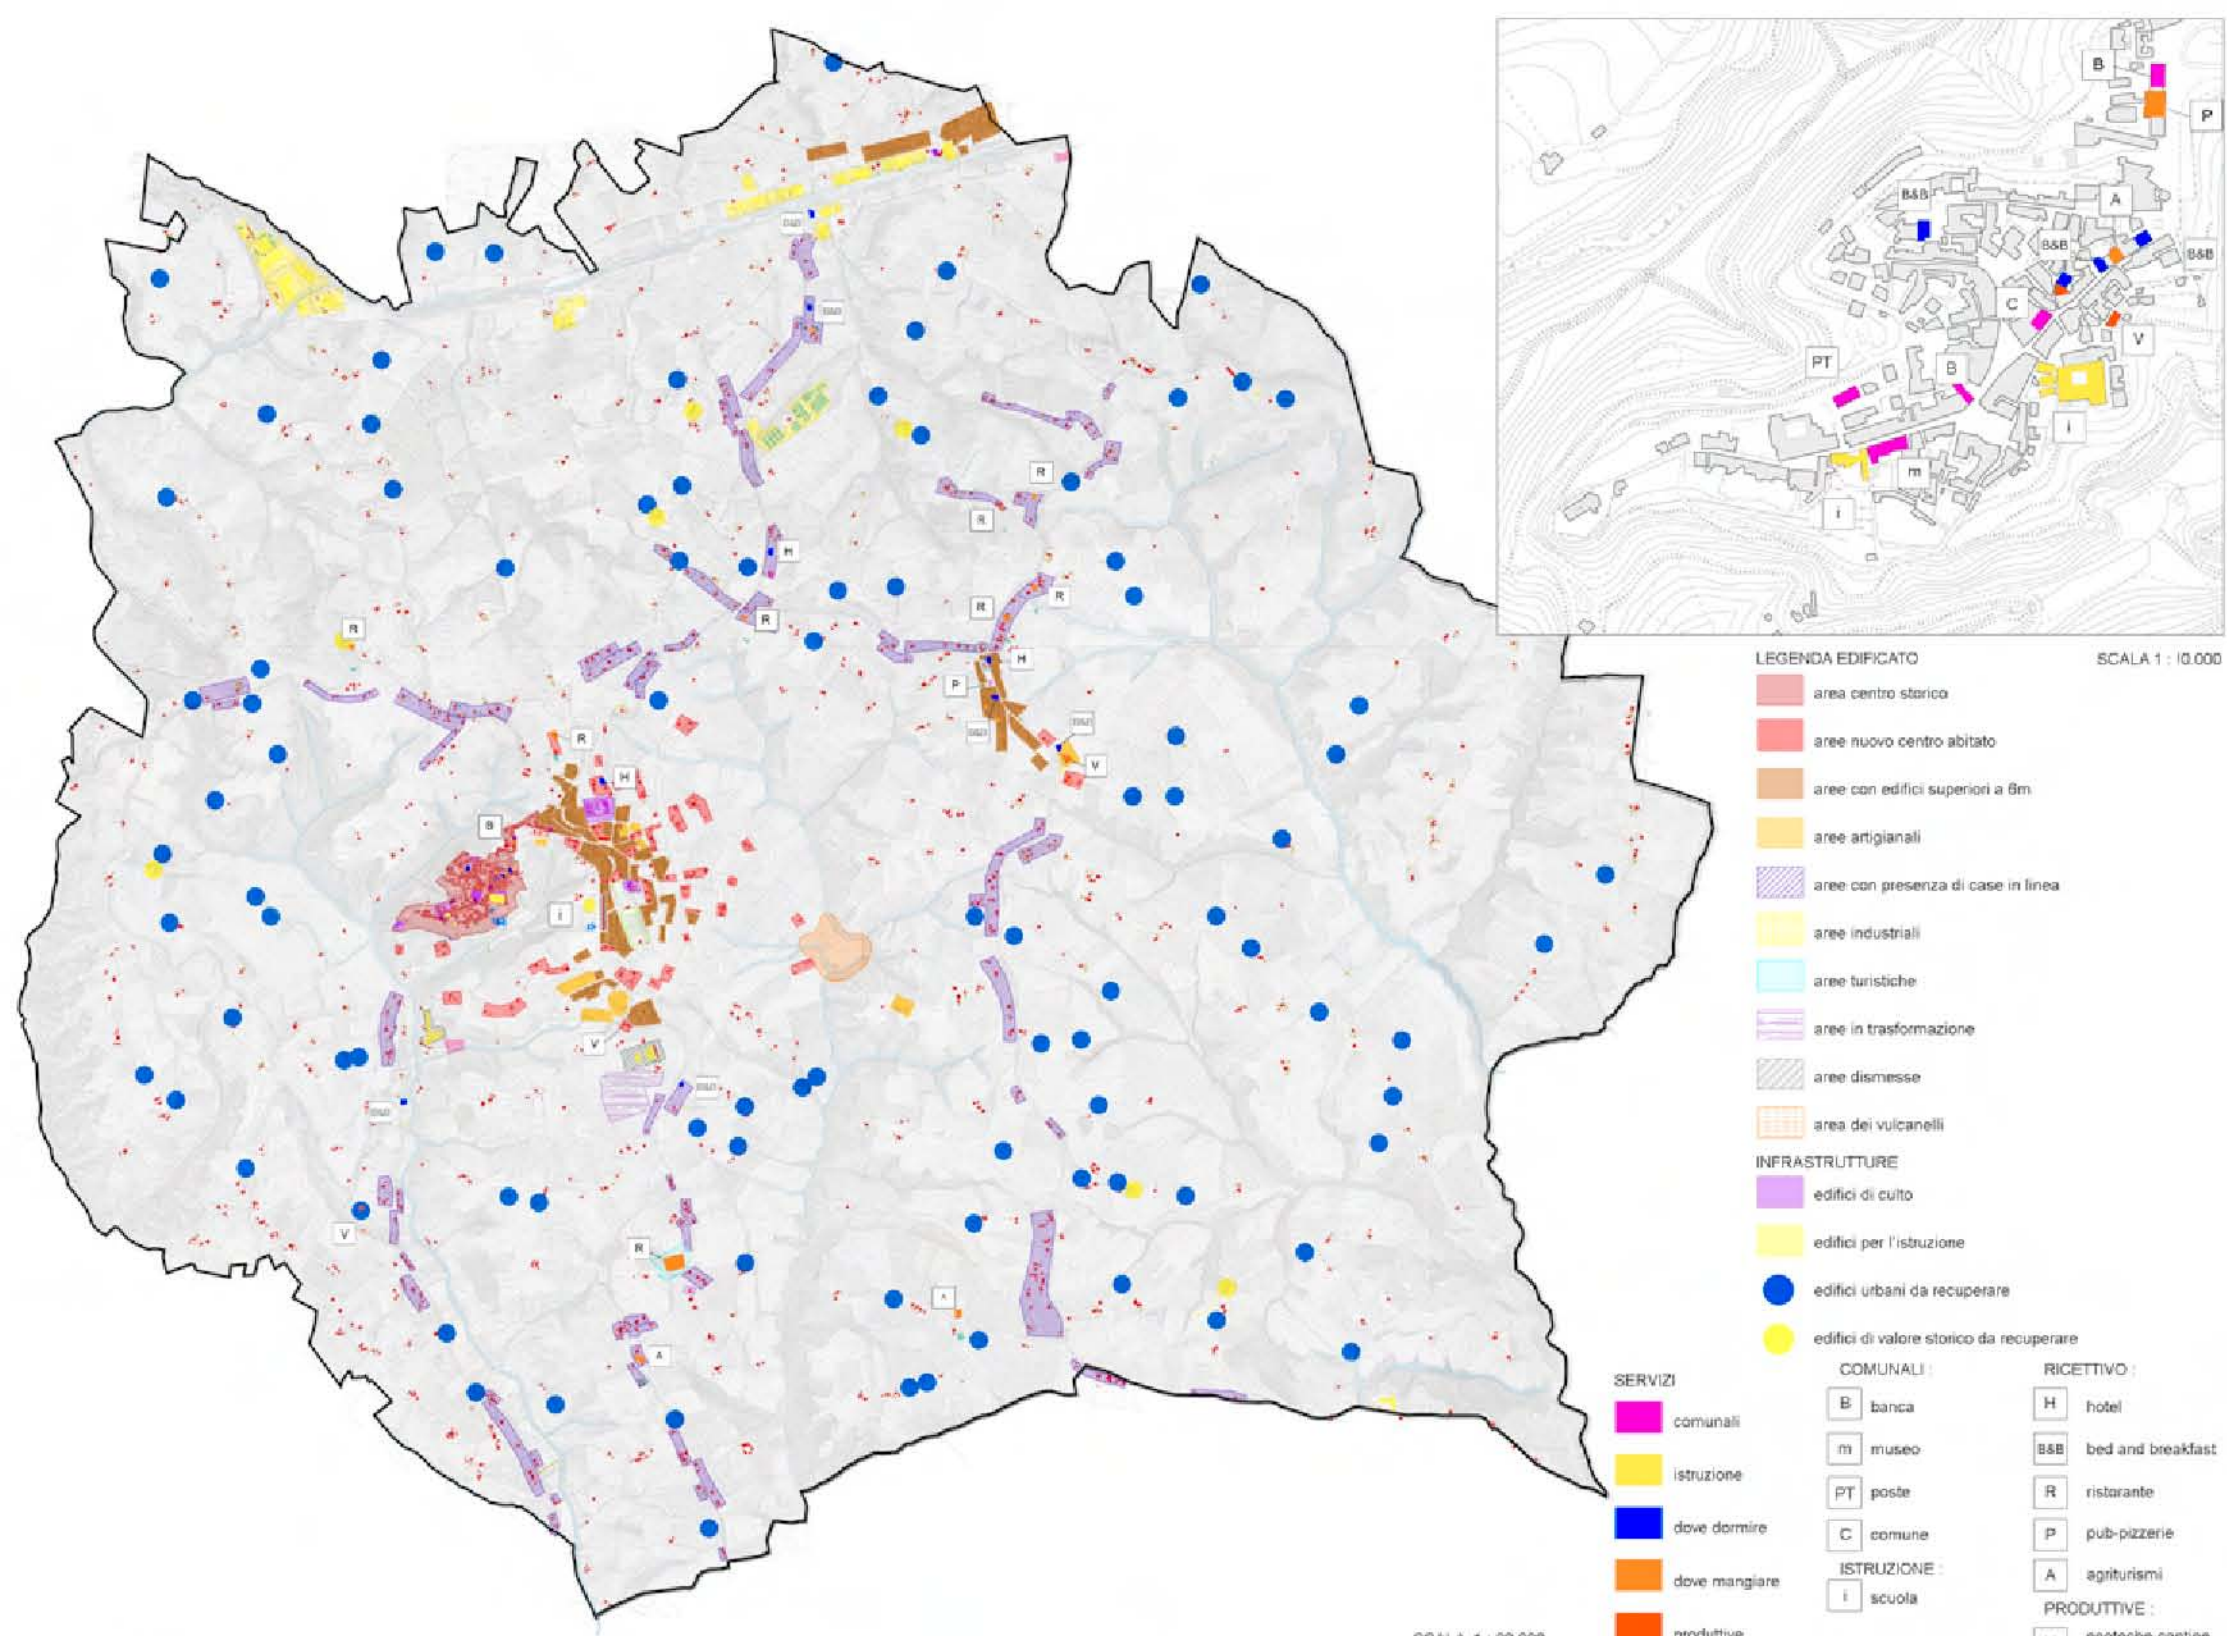 B
P
B&B
A
B&B
B&B
C
V
PT
B
i
m
i
R
R
H
R
R
R
R
H
P
V
R
H
B
i
V
V
R
A
A
LEGENDA EDIFICATO
SCALA 1 : 10.000
area centro storico
aree nuovo centro abitato
aree con edifici superiori a 6m
aree artigianali
aree con presenza di case in linea
aree industriali
aree turistiche
aree in trasformazione
aree dismesse
area dei vulcanelli
INFRASTRUTTURE
edifici di culto
edifici per l'istruzione
edifici urbani da recuperare
edifici di valore storico da recuperare
SERVIZI
comunali
istruzione
dove dormire
dove mangiare
produttive
COMUNALI :
B banca
m museo
PT poste
C comune
ISTRUZIONE :
i scuola
RICETTIVO :
H hotel
B&B bed and breakfast
R ristorante
P pub-pizzerie
A agriturismi
PRODUTTIVE :